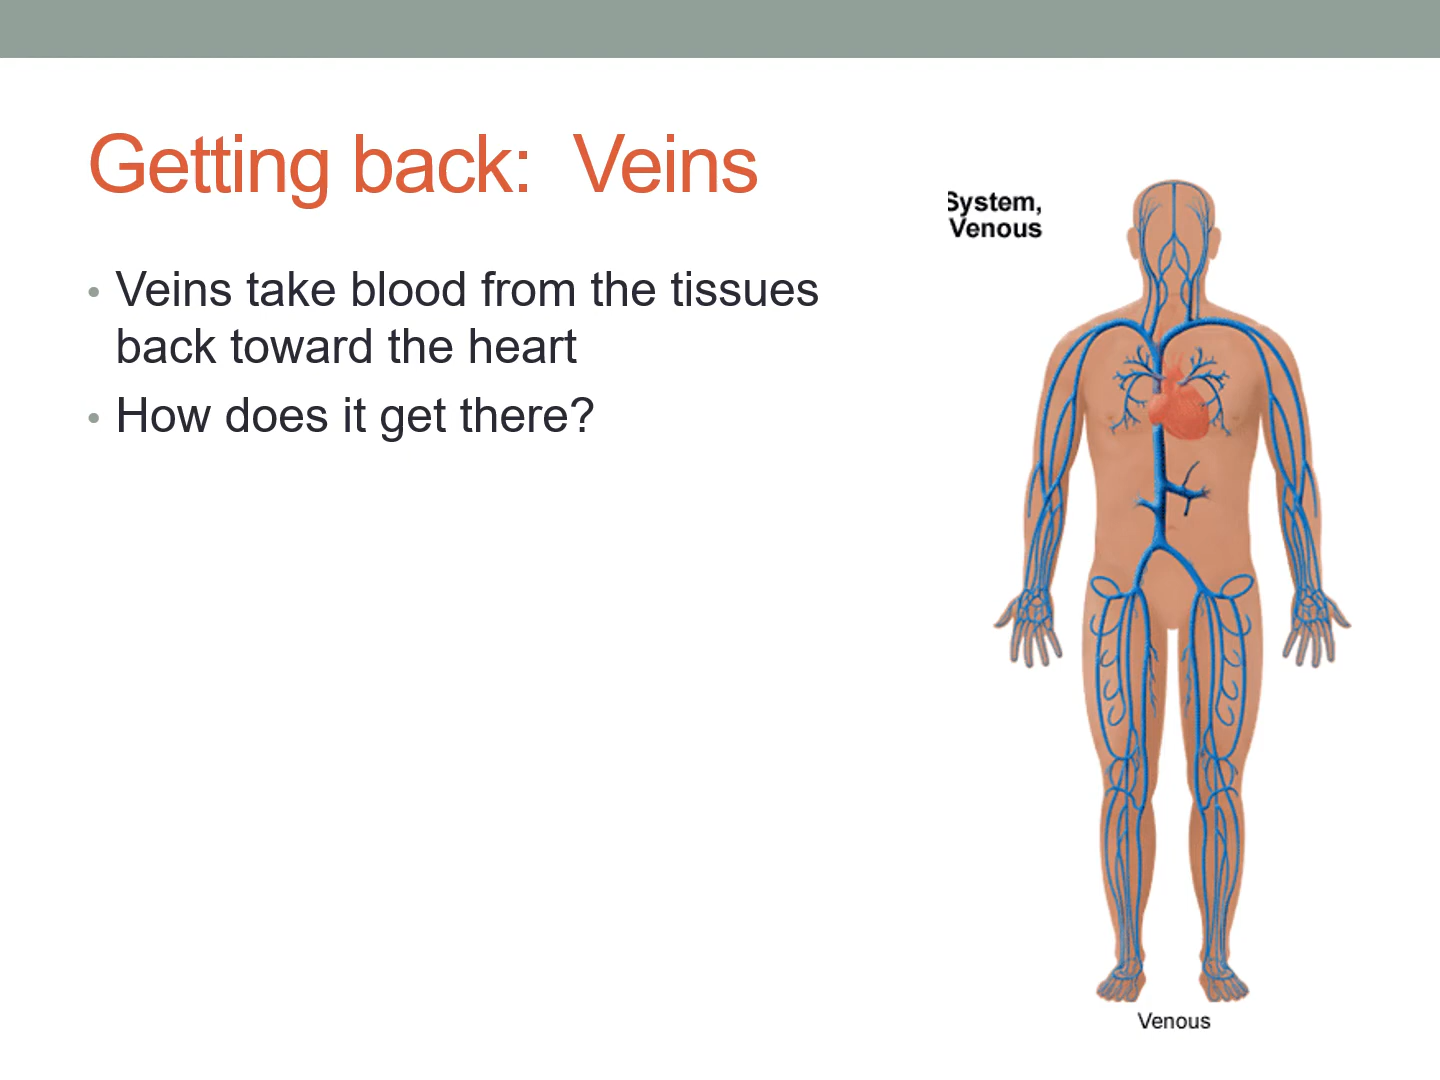 Getting back:  Veins
• Veins take blood from the tissues
back toward the heart
• How does it get there?
System,
Venous
Venous